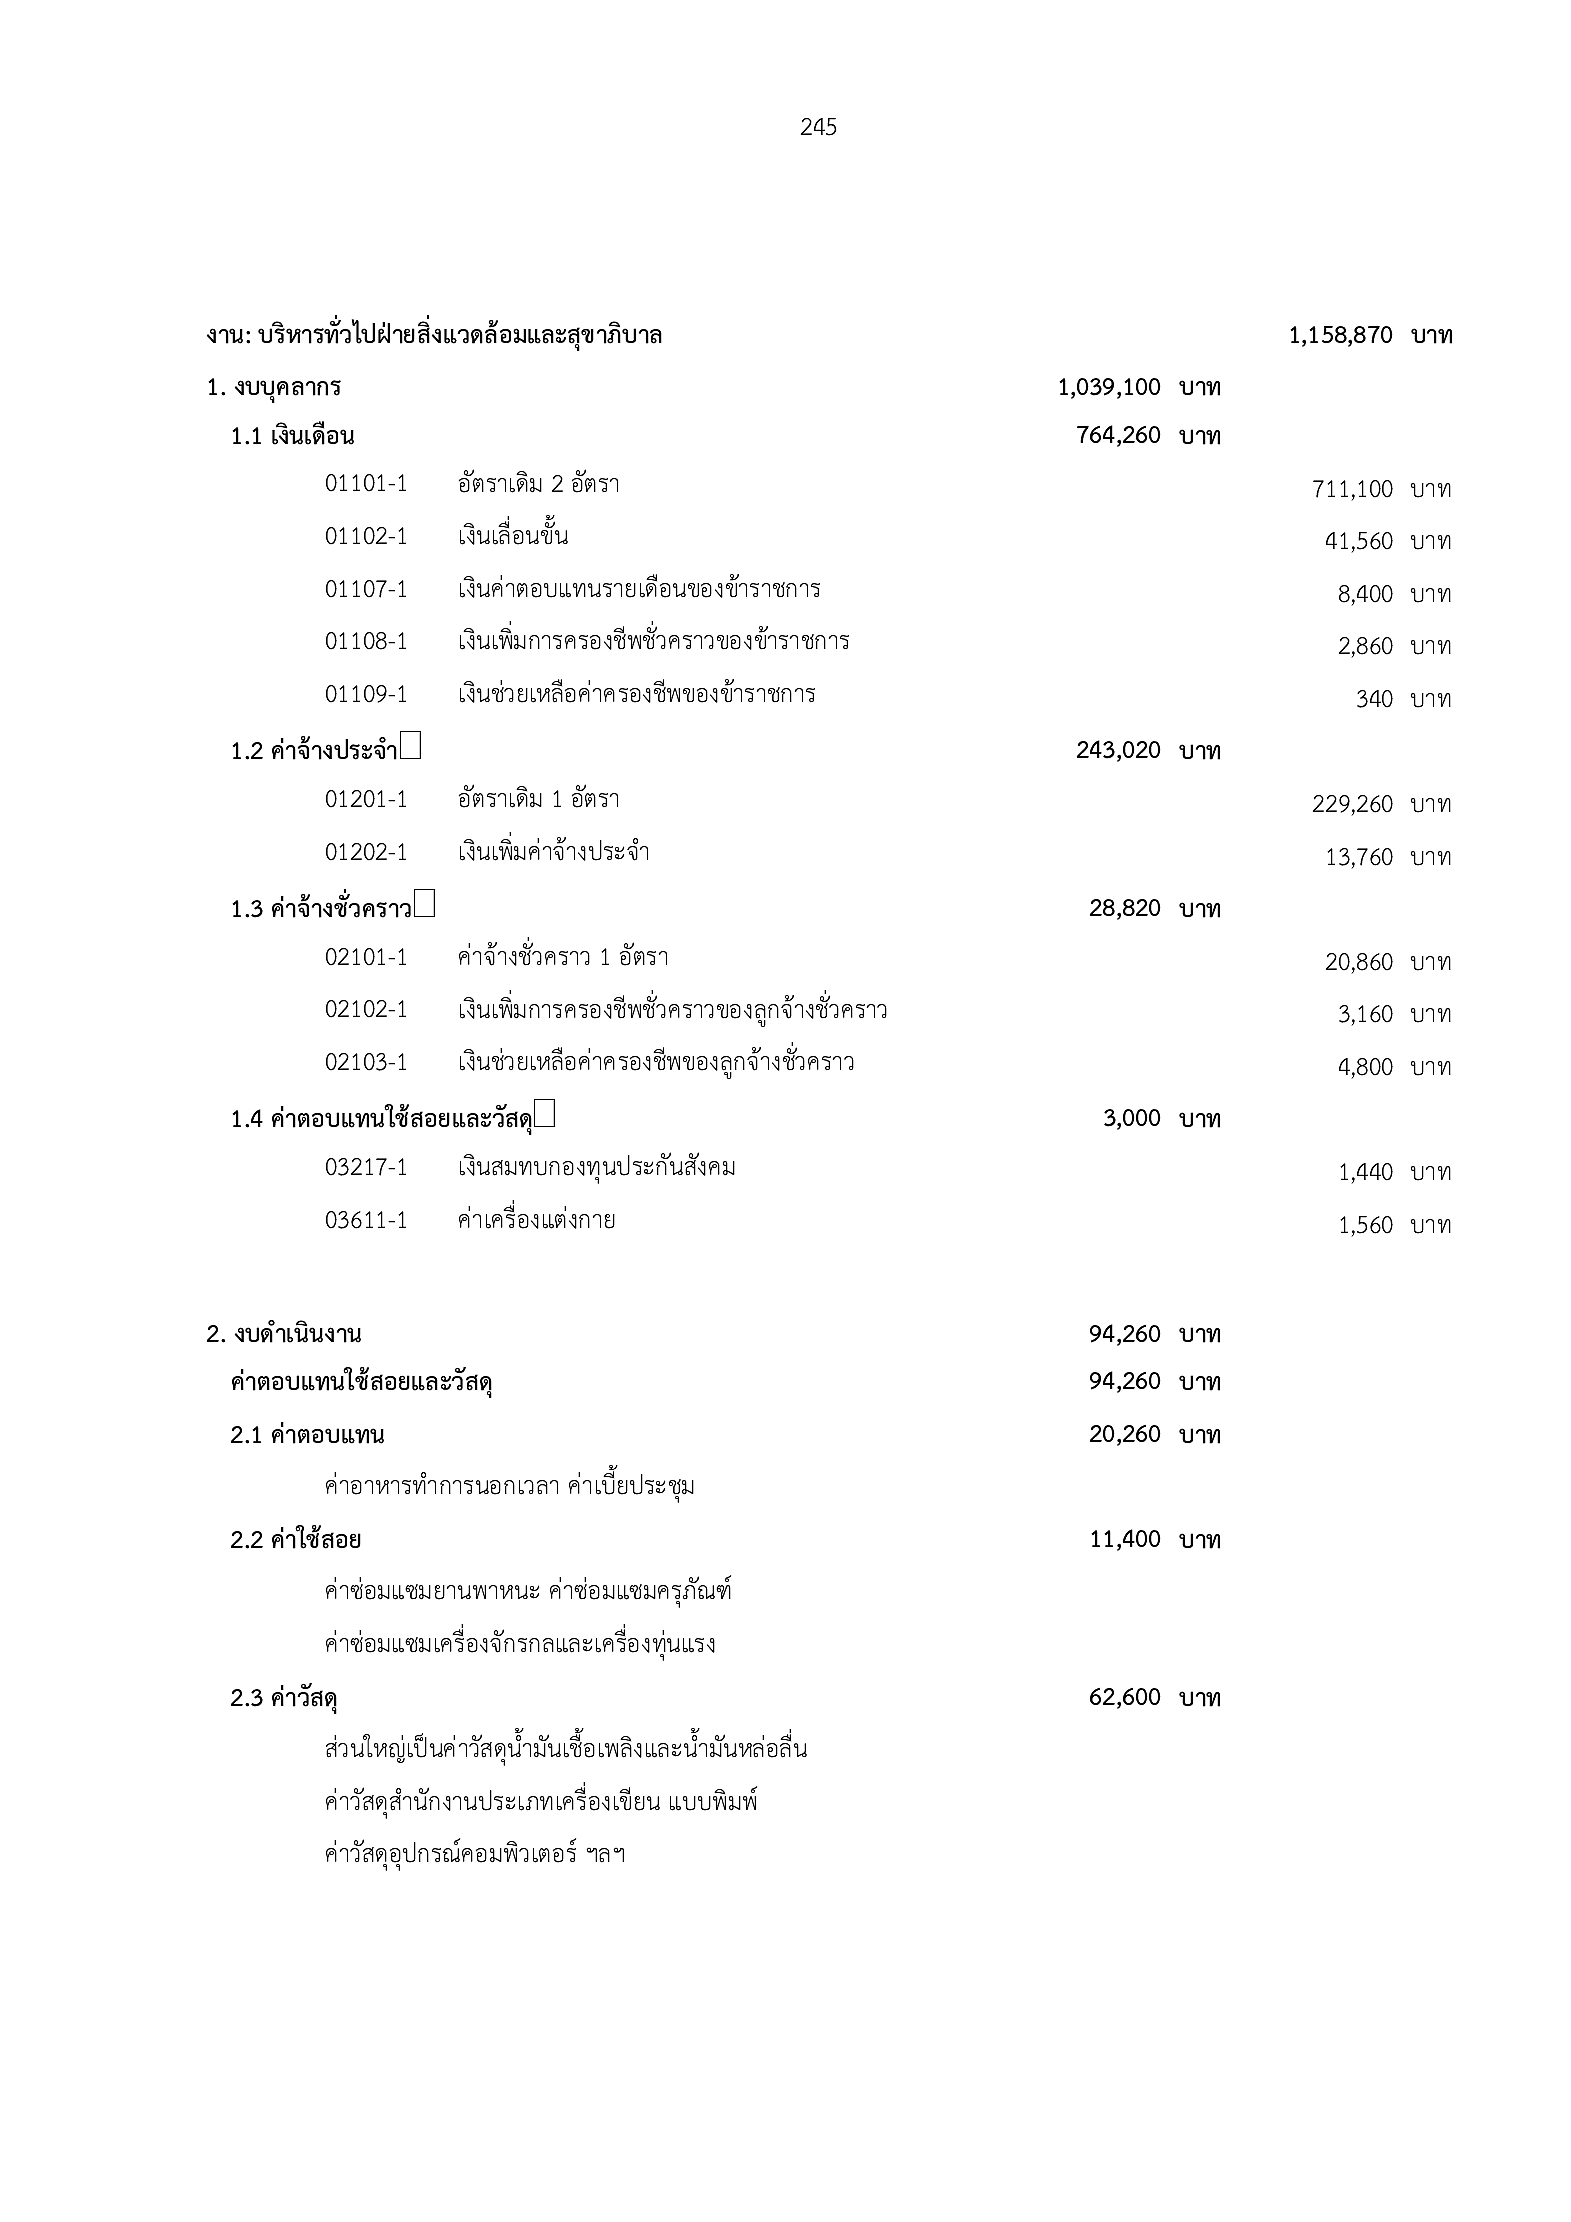 245
งาน: บริหารทั่วไปฝ่ายสิ่งแวดล้อมและสุขาภิบาล 1,158,870 บาท
1. งบบุคลากร 1,039,100 บาท
1.1 เงินเดือน 764,260 บาท
01101-1 อัตราเดิม 2 อัตรา 711,100 บาท
01102-1 เงินเลื่อนขั้น 41,560 บาท
01107-1 เงินค่าตอบแทนรายเดือนของข้าราชการ 8,400 บาท
01108-1 เงินเพิ่มการครองชีพชั่วคราวของข้าราชการ 2,860 บาท
01109-1 เงินช่วยเหลือค่าครองชีพของข้าราชการ 340 บาท
1.2 ค่าจ้างประจำ 243,020 บาท
01201-1 อัตราเดิม 1 อัตรา 229,260 บาท
01202-1 เงินเพิ่มค่าจ้างประจำ 13,760 บาท
1.3 ค่าจ้างชั่วคราว 28,820 บาท
02101-1 ค่าจ้างชั่วคราว 1 อัตรา 20,860 บาท
02102-1 เงินเพิ่มการครองชีพชั่วคราวของลูกจ้างชั่วคราว 3,160 บาท
02103-1 เงินช่วยเหลือค่าครองชีพของลูกจ้างชั่วคราว 4,800 บาท
1.4 ค่าตอบแทนใช้สอยและวัสดุ 3,000 บาท
03217-1 เงินสมทบกองทุนประกันสังคม 1,440 บาท
03611-1 ค่าเครื่องแต่งกาย 1,560 บาท
2. งบดำเนินงาน 94,260 บาท
ค่าตอบแทนใช้สอยและวัสดุ 94,260 บาท
2.1 ค่าตอบแทน 20,260 บาท
ค่าอาหารทำการนอกเวลา ค่าเบี้ยประชุม
2.2 ค่าใช้สอย 11,400 บาท
ค่าซ่อมแซมยานพาหนะ ค่าซ่อมแซมครุภัณฑ์
ค่าซ่อมแซมเครื่องจักรกลและเครื่องทุ่นแรง
2.3 ค่าวัสดุ 62,600 บาท
ส่วนใหญ่เป็นค่าวัสดุน้ำมันเชื้อเพลิงและน้ำมันหล่อลื่น
ค่าวัสดุสำนักงานประเภทเครื่องเขียน แบบพิมพ์
ค่าวัสดุอุปกรณ์คอมพิวเตอร์ ฯลฯ